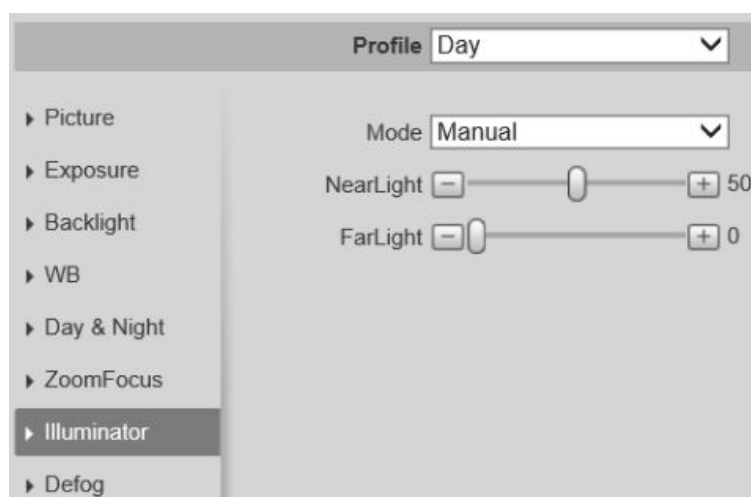 Profile Day
Picture
Exposure
Backlight
WB
Day & Night
ZoomFocus
Illuminator
Defog
Mode Manual
NearLight - + 50
FarLight - + 0